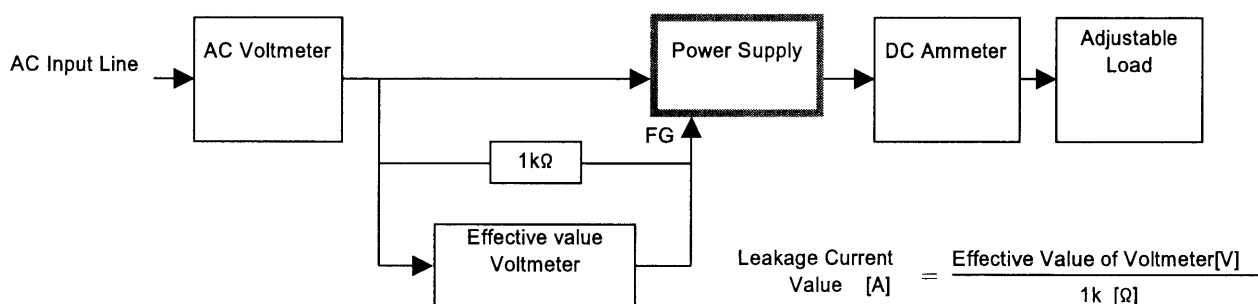 AC Input Line
AC Voltmeter
Power Supply
DC Ammeter
Adjustable
Load
FG
1kΩ
Effective value
Voltmeter
Leakage Current
Value [A]
=
Effective Value of Voltmeter[V]
1k [Ω]